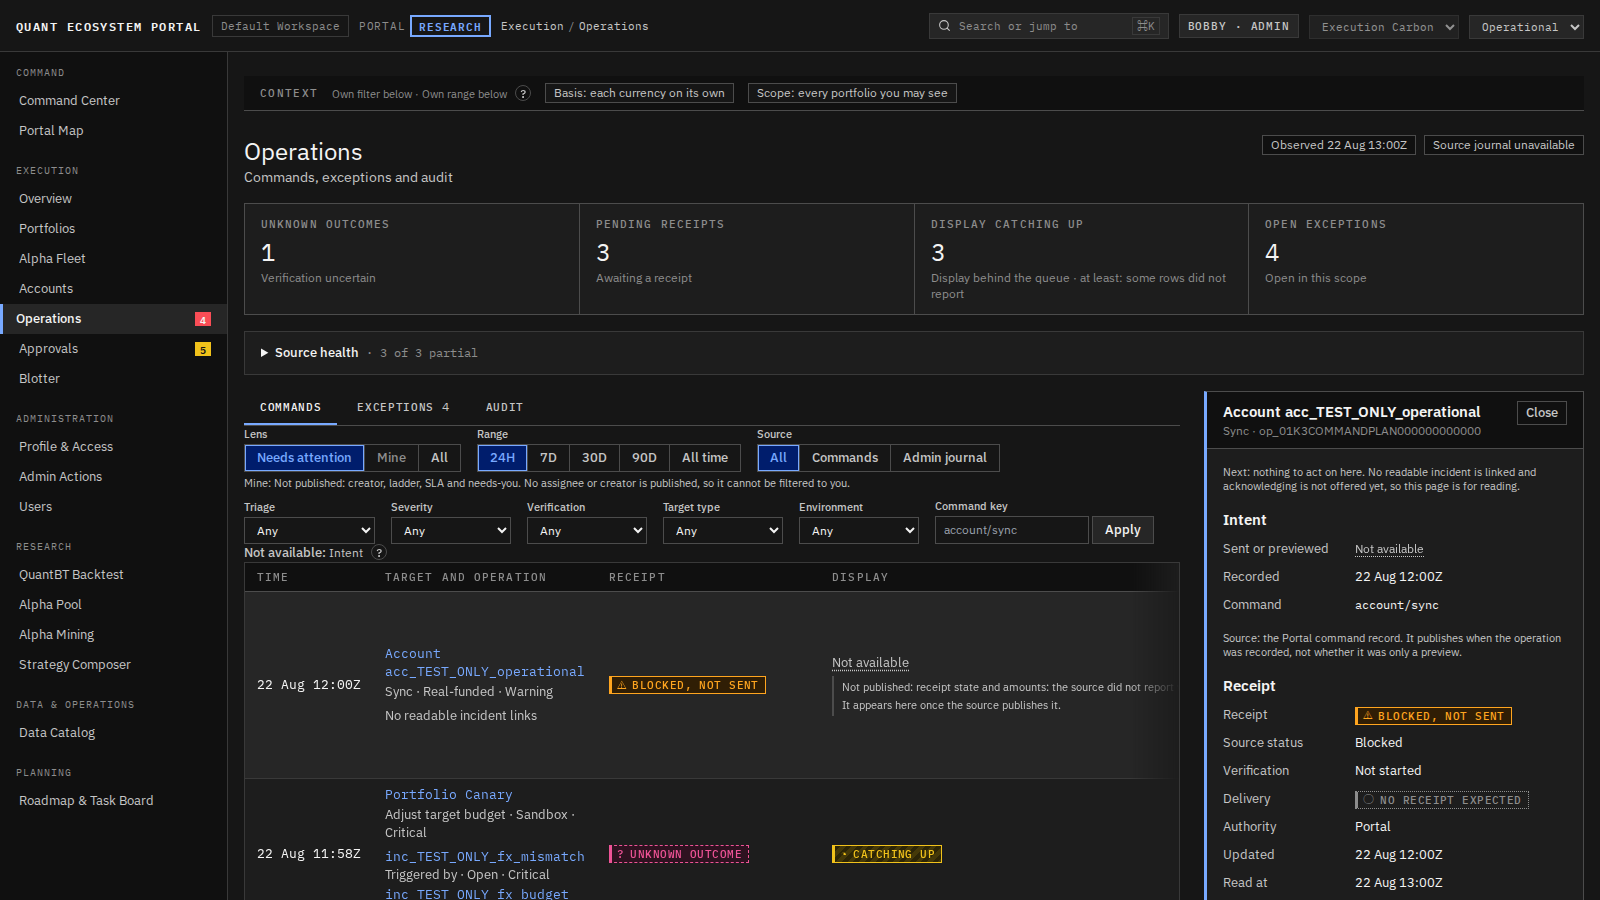 QUANT ECOSYSTEM PORTAL Default Workspace PORTAL RESEARCH Execution / Operations Search or jump to ⌘K BOBBY · ADMIN Execution Carbon Operational
COMMAND
Command Center
Portal Map
EXECUTION
Overview
Portfolios
Alpha Fleet
Accounts
Operations 4
Approvals 5
Blotter
ADMINISTRATION
Profile & Access
Admin Actions
Users
RESEARCH
QuantBT Backtest
Alpha Pool
Alpha Mining
Strategy Composer
DATA & OPERATIONS
Data Catalog
PLANNING
Roadmap & Task Board
CONTEXT Own filter below · Own range below ? Basis: each currency on its own Scope: every portfolio you may see
Operations
Commands, exceptions and audit
Observed 22 Aug 13:00Z Source journal unavailable
UNKNOWN OUTCOMES
1
Verification uncertain
PENDING RECEIPTS
3
Awaiting a receipt
DISPLAY CATCHING UP
3
Display behind the queue · at least: some rows did not
report
OPEN EXCEPTIONS
4
Open in this scope
Source health · 3 of 3 partial
COMMANDS EXCEPTIONS 4 AUDIT
Lens
Needs attention Mine All
Range
24H 7D 30D 90D All time
Source
All Commands Admin journal
Mine: Not published: creator, ladder, SLA and needs-you. No assignee or creator is published, so it cannot be filtered to you.
Triage
Any
Severity
Any
Verification
Any
Target type
Any
Environment
Any
Command key
account/sync Apply
Not available: Intent ?
TIME TARGET AND OPERATION RECEIPT DISPLAY
22 Aug 12:00Z
Account
acc_TEST_ONLY_operational
Sync · Real-funded · Warning
No readable incident links
⚠ BLOCKED, NOT SENT
Not available
Not published: receipt state and amounts: the source did not report
It appears here once the source publishes it.
22 Aug 11:58Z
Portfolio Canary
Adjust target budget · Sandbox ·
Critical
inc_TEST_ONLY_fx_mismatch
Triggered by · Open · Critical
inc_TEST_ONLY_fx_budget
? UNKNOWN OUTCOME
· CATCHING UP
Account acc_TEST_ONLY_operational
Sync · op_01K3COMMANDPLAN000000000000
Close
Next: nothing to act on here. No readable incident is linked and
acknowledging is not offered yet, so this page is for reading.
Intent
Sent or previewed Not available
Recorded 22 Aug 12:00Z
Command account/sync
Source: the Portal command record. It publishes when the operation
was recorded, not whether it was only a preview.
Receipt
Receipt ⚠ BLOCKED, NOT SENT
Source status Blocked
Verification Not started
Delivery NO RECEIPT EXPECTED
Authority Portal
Updated 22 Aug 12:00Z
Read at 22 Aug 13:00Z